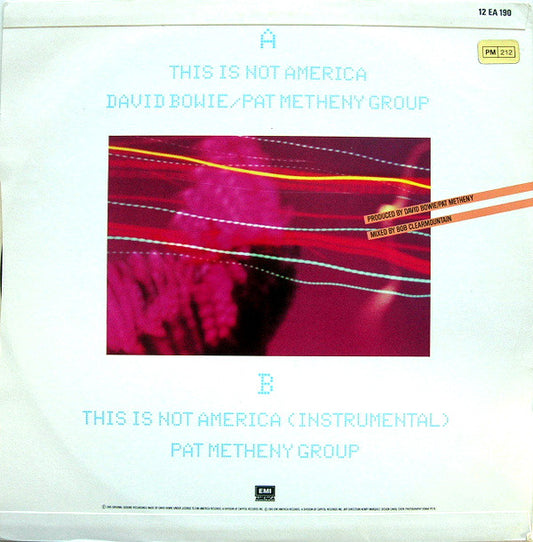 12 EA 190
PM 212
A
THIS IS NOT AMERICA
DAVID BOWIE/PAT METHENY GROUP
PRODUCED BY DAVID BOWIE/PAT METHENY
MIXED BY BOB CLEARMOUNTAIN
B
THIS IS NOT AMERICA (INSTRUMENTAL)
PAT METHENY GROUP
EMI
AMERICA